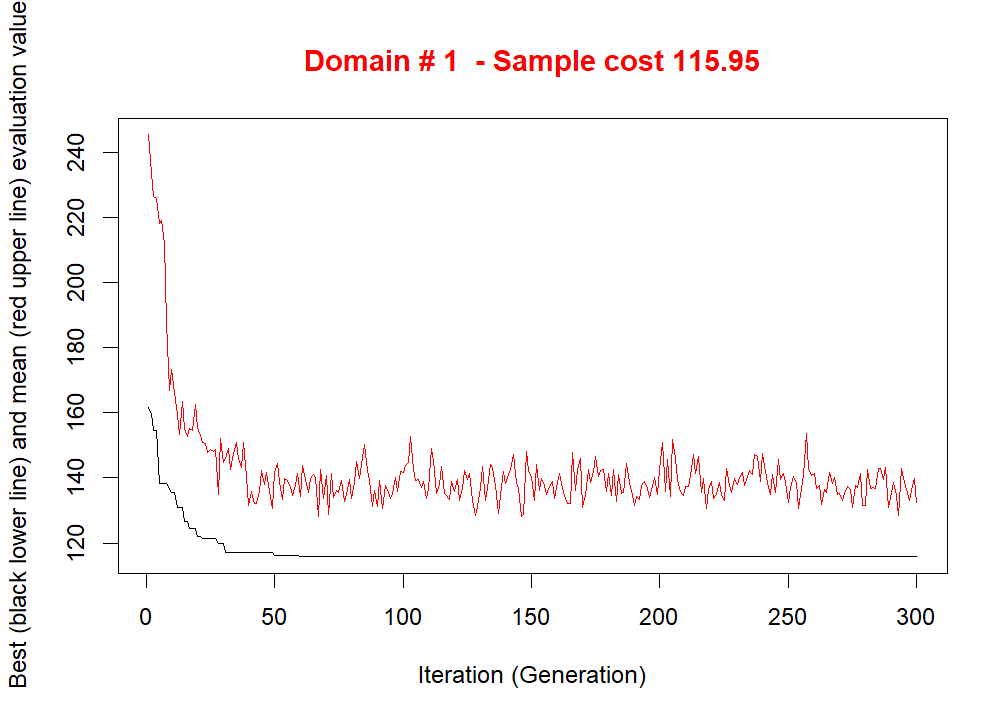 Domain # 1  - Sample cost 115.95
Best (black lower line) and mean (red upper line) evaluation value
240
220
200
180
160
140
120
0 50 100 150 200 250 300
Iteration (Generation)